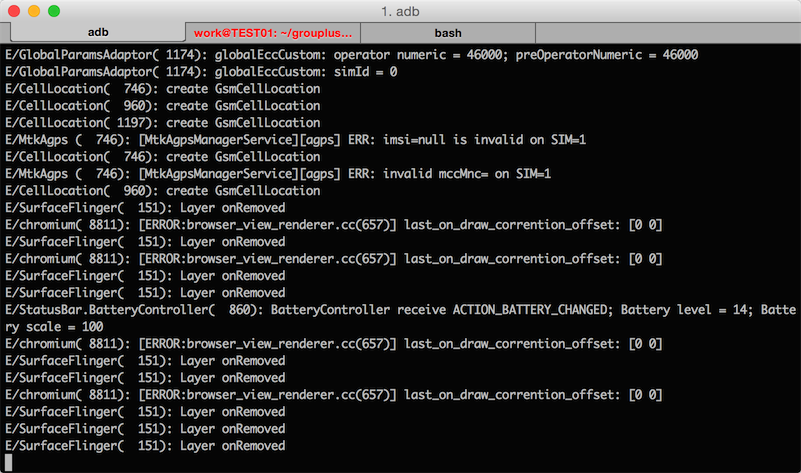 1. adb
adb
work@TEST01: ~/grouplus...
bash
E/GlobalParamsAdaptor( 1174): globalEccCustom: operator numeric = 46000; preOperatorNumeric = 46000
E/GlobalParamsAdaptor( 1174): globalEccCustom: simId = 0
E/CellLocation(  746): create GsmCellLocation
E/CellLocation(  960): create GsmCellLocation
E/CellLocation( 1197): create GsmCellLocation
E/MtkAgps (  746): [MtkAgpsManagerService][agps] ERR: imsi=null is invalid on SIM=1
E/CellLocation(  746): create GsmCellLocation
E/MtkAgps (  746): [MtkAgpsManagerService][agps] ERR: invalid mccMnc= on SIM=1
E/CellLocation(  960): create GsmCellLocation
E/SurfaceFlinger(  151): Layer onRemoved
E/chromium( 8811): [ERROR:browser_view_renderer.cc(657)] last_on_draw_corrention_offset: [0 0]
E/SurfaceFlinger(  151): Layer onRemoved
E/chromium( 8811): [ERROR:browser_view_renderer.cc(657)] last_on_draw_corrention_offset: [0 0]
E/SurfaceFlinger(  151): Layer onRemoved
E/SurfaceFlinger(  151): Layer onRemoved
E/StatusBar.BatteryController(  860): BatteryController receive ACTION_BATTERY_CHANGED; Battery level = 14; Batte
ry scale = 100
E/chromium( 8811): [ERROR:browser_view_renderer.cc(657)] last_on_draw_corrention_offset: [0 0]
E/SurfaceFlinger(  151): Layer onRemoved
E/SurfaceFlinger(  151): Layer onRemoved
E/chromium( 8811): [ERROR:browser_view_renderer.cc(657)] last_on_draw_corrention_offset: [0 0]
E/SurfaceFlinger(  151): Layer onRemoved
E/SurfaceFlinger(  151): Layer onRemoved
E/SurfaceFlinger(  151): Layer onRemoved